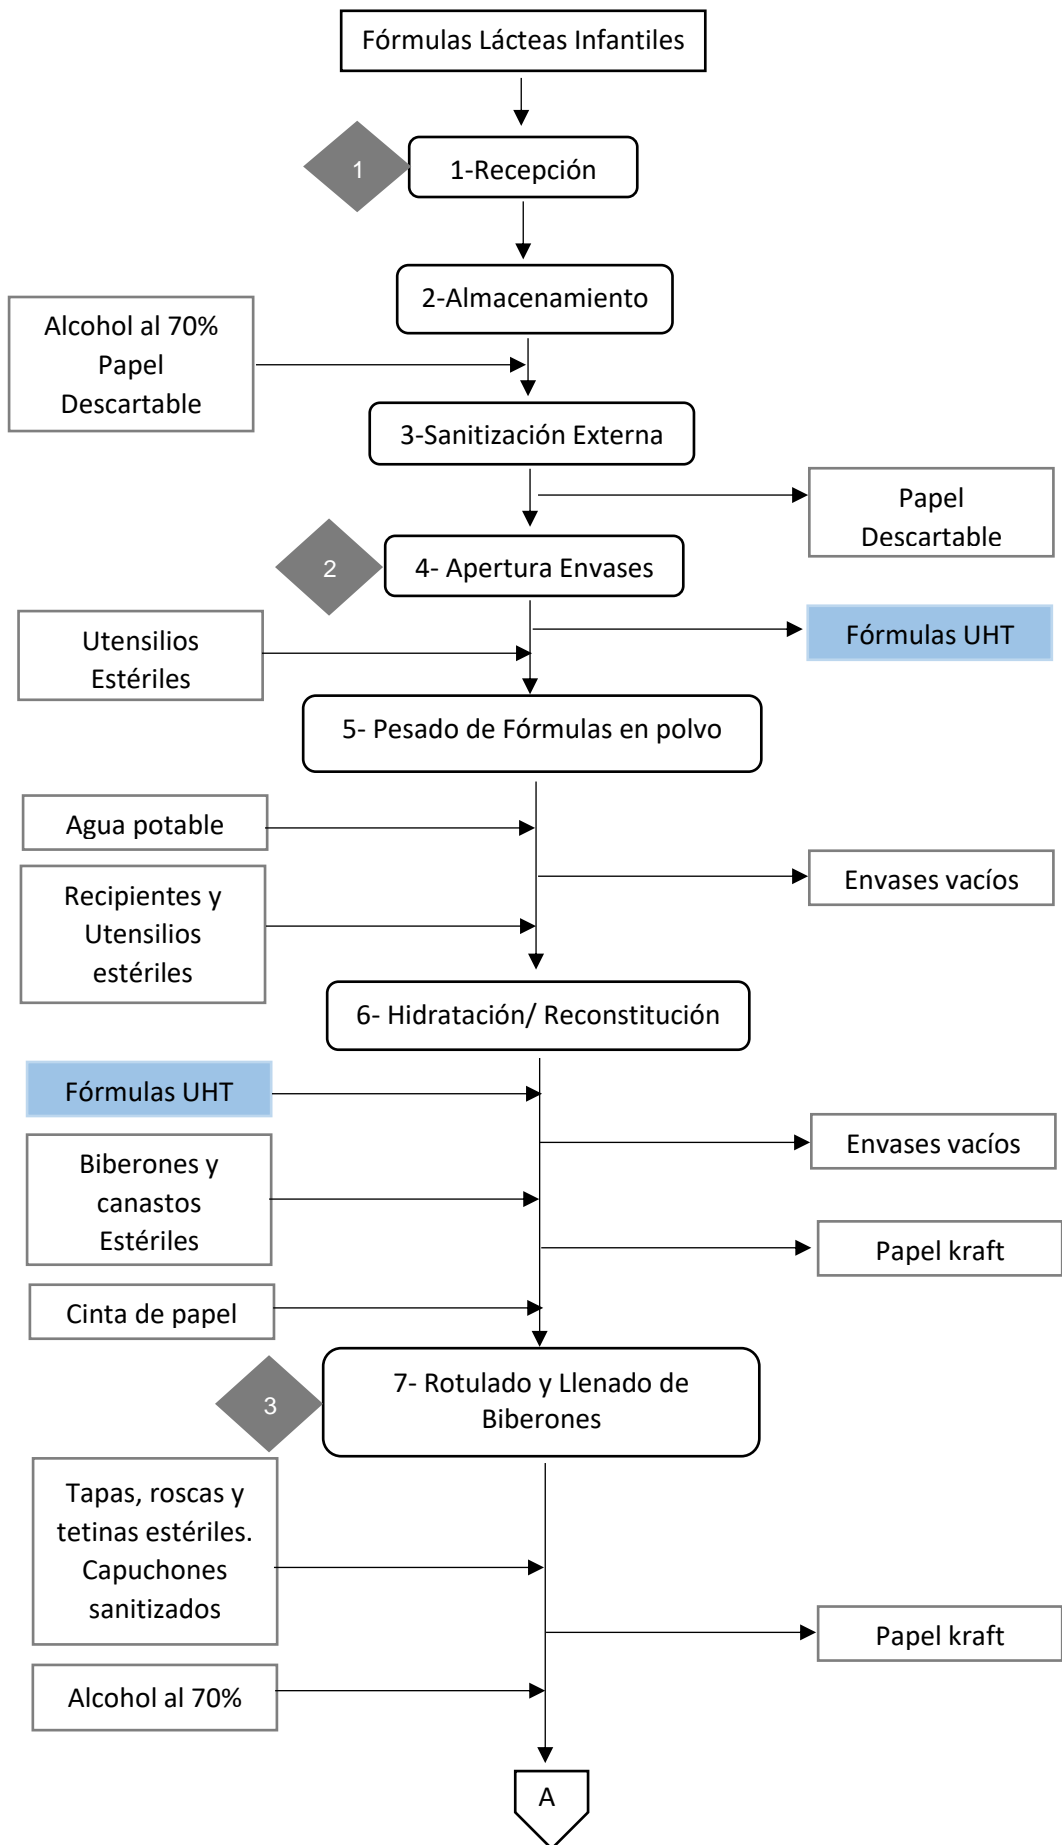 Fórmulas Lácteas Infantiles
1
1-Recepción
2-Almacenamiento
Alcohol al 70%
Papel
Descartable
3-Sanitización Externa
Papel
Descartable
2
4- Apertura Envases
Utensilios
Estériles
Fórmulas UHT
5- Pesado de Fórmulas en polvo
Agua potable
Recipientes y
Utensilios
estériles
Envases vacíos
6- Hidratación/ Reconstitución
Fórmulas UHT
Envases vacíos
Biberones y
canastos
Estériles
Papel kraft
Cinta de papel
3
7- Rotulado y Llenado de
Biberones
Tapas, roscas y
tetinas estériles.
Capuchones
sanitizados
Papel kraft
Alcohol al 70%
A